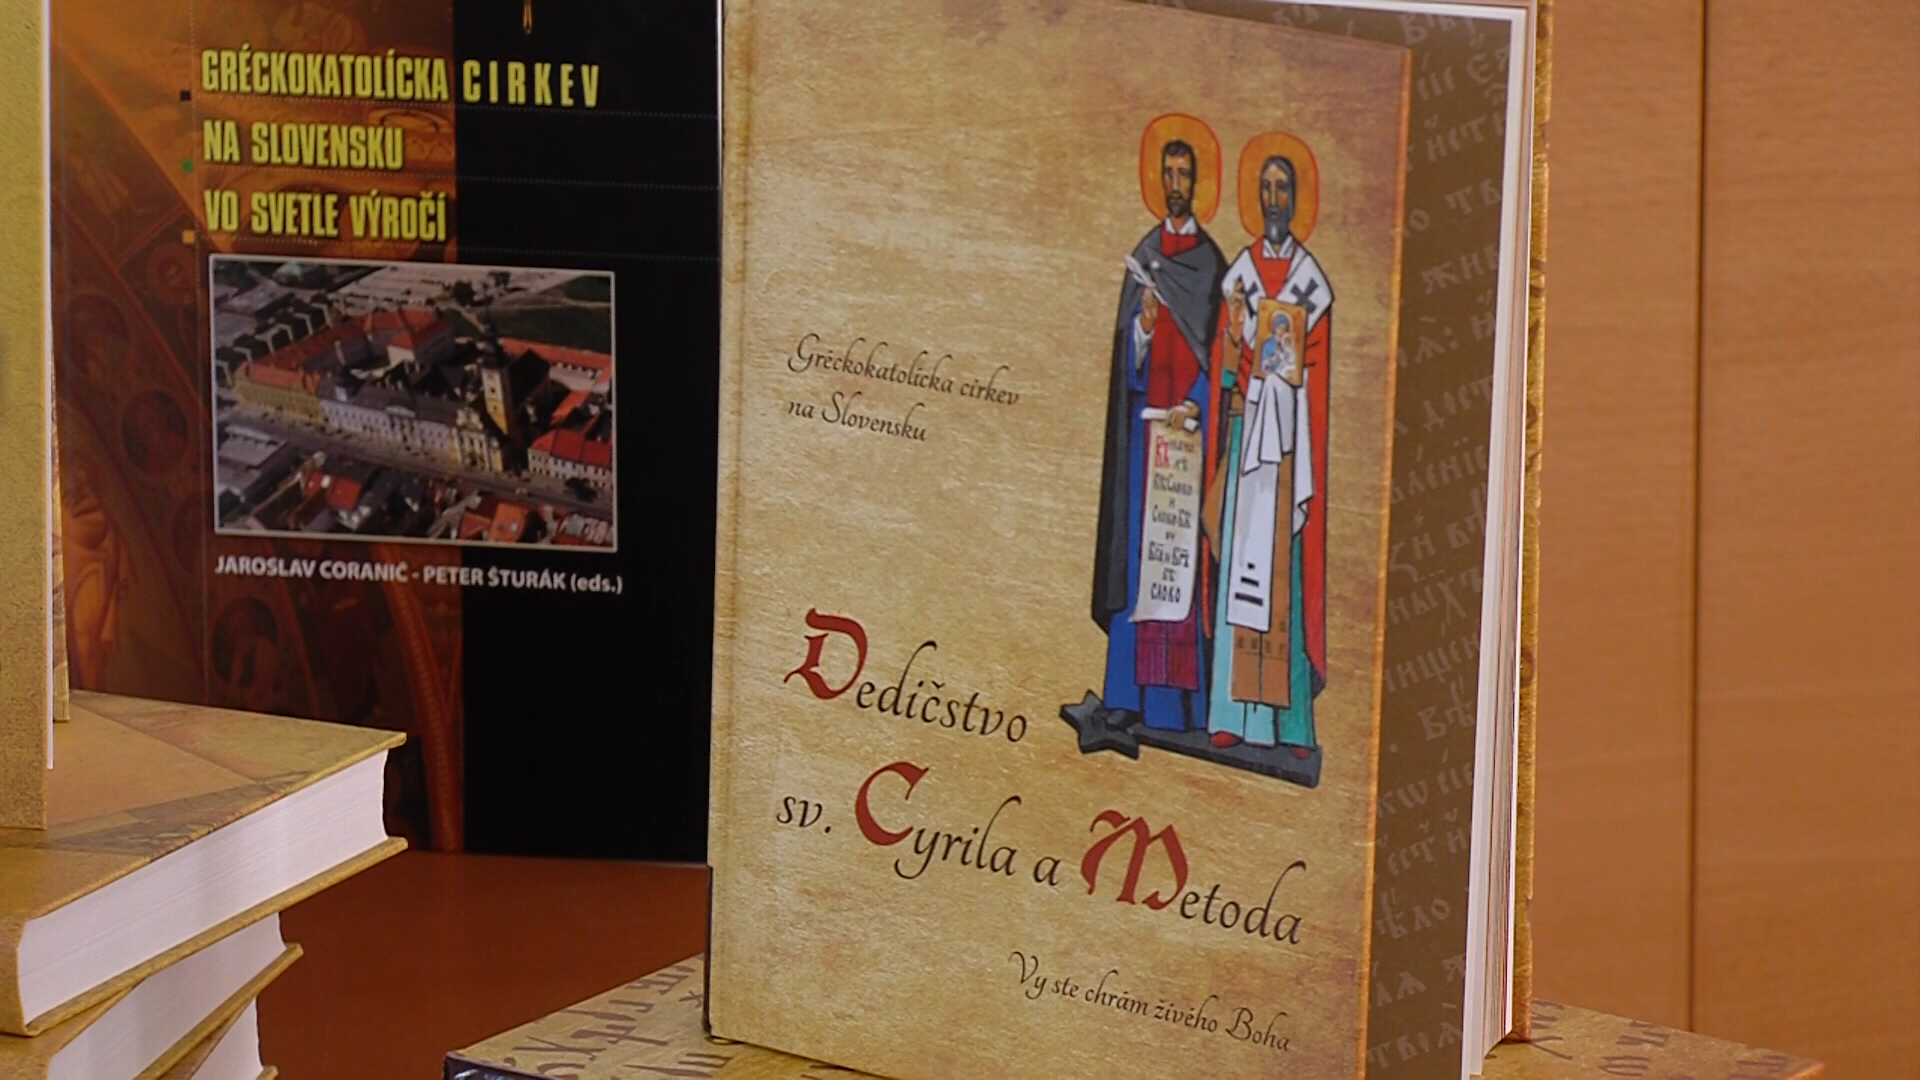 GRÉCKOKATOLÍCKA CIRKEV
NA SLOVENSKU
VO SVETLE VÝROČÍ
JAROSLAV CORANIČ - PETER ŠTURÁK (eds.)
Gréckokatolícka cirkev
na Slovensku
Dedičstvo
sv. Cyrila a Metoda
Vy ste chrám živého Boha